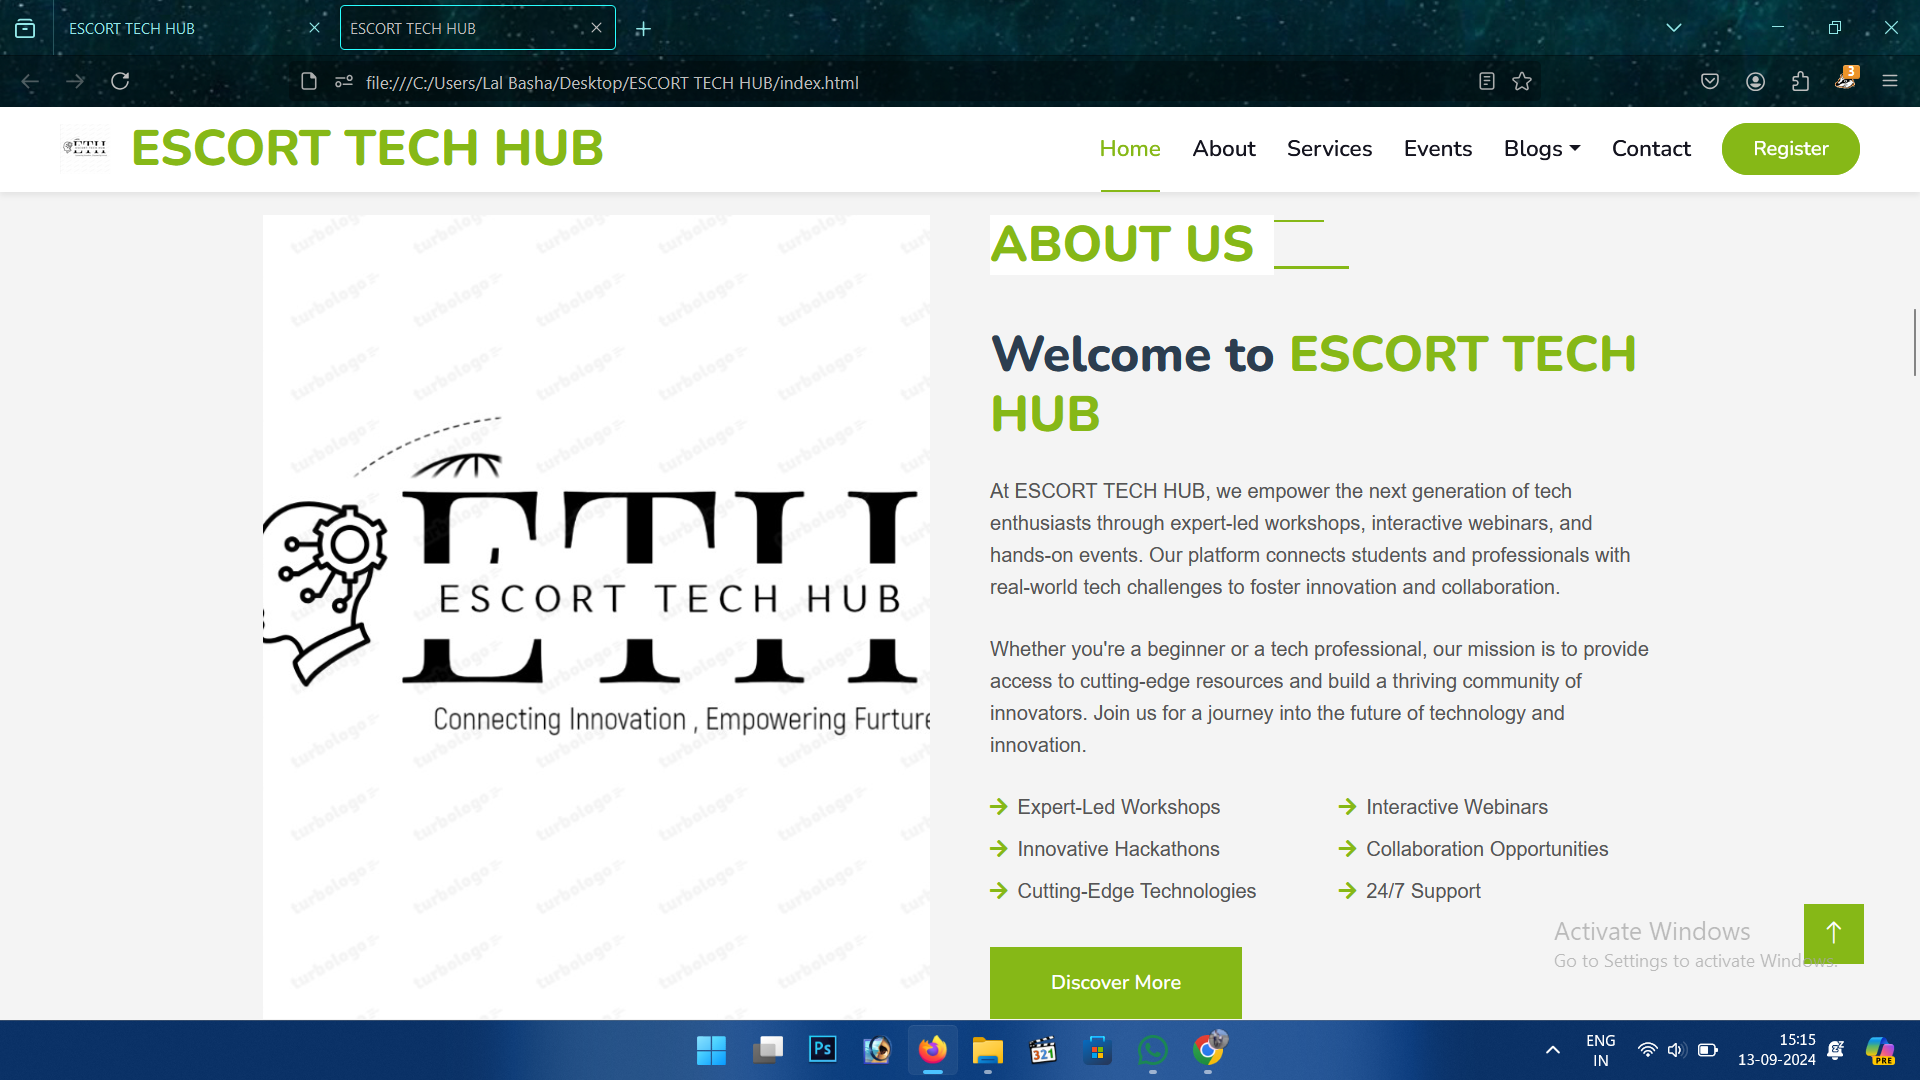 ESCORT TECH HUB
ESCORT TECH HUB
file:///C:/Users/Lal Basha/Desktop/ESCORT TECH HUB/index.html
3
ETH
ESCORT TECH HUB
Home
About
Services
Events
Blogs
Contact
Register
turbologo
ETH
ESCORT TECH HUB
Connecting Innovation , Empowering Furture
ABOUT US
Welcome to ESCORT TECH
HUB
At ESCORT TECH HUB, we empower the next generation of tech
enthusiasts through expert-led workshops, interactive webinars, and
hands-on events. Our platform connects students and professionals with
real-world tech challenges to foster innovation and collaboration.
Whether you're a beginner or a tech professional, our mission is to provide
access to cutting-edge resources and build a thriving community of
innovators. Join us for a journey into the future of technology and
innovation.
Expert-Led Workshops
Interactive Webinars
Innovative Hackathons
Collaboration Opportunities
Cutting-Edge Technologies
24/7 Support
Discover More
Activate Windows
Go to Settings to activate Windows.
Ps
321
ENG
IN
15:15
13-09-2024
PRE